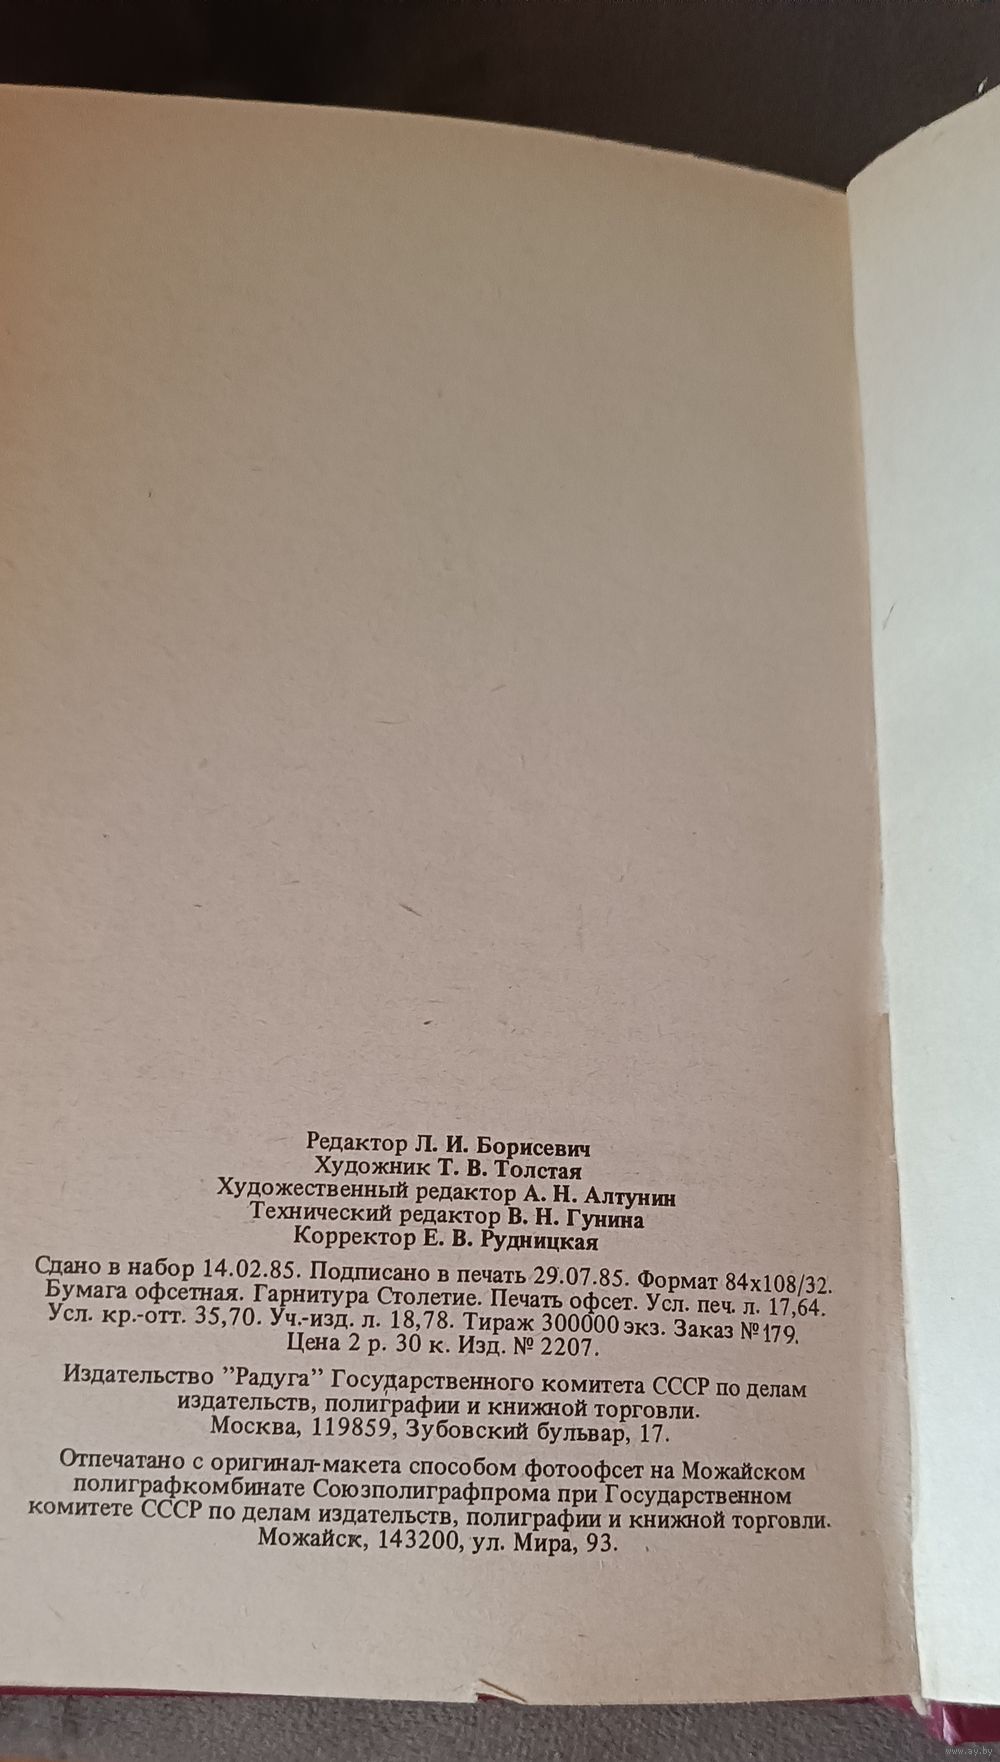 Редактор Л. И. Борисевич
Художник Т. В. Толстая
Художественный редактор А. Н. Алтунин
Технический редактор В. Н. Гунина
Корректор Е. В. Рудницкая
Сдано в набор 14.02.85. Подписано в печать 29.07.85. Формат 84х108/32.
Бумага офсетная. Гарнитура Столетие. Печать офсет. Усл. печ. л. 17,64.
Усл. кр.-отт. 35,70. Уч.-изд. л. 18,78. Тираж 300000 экз. Заказ № 179.
Цена 2 р. 30 к. Изд. № 2207.
Издательство ”Радуга” Государственного комитета СССР по делам
издательств, полиграфии и книжной торговли.
Москва, 119859, Зубовский бульвар, 17.
Отпечатано с оригинал-макета способом фотоофсет на Можайском
полиграфкомбинате Союзполиграфпрома при Государственном
комитете СССР по делам издательств, полиграфии и книжной торговли.
Можайск, 143200, ул. Мира, 93.
www.ay.by